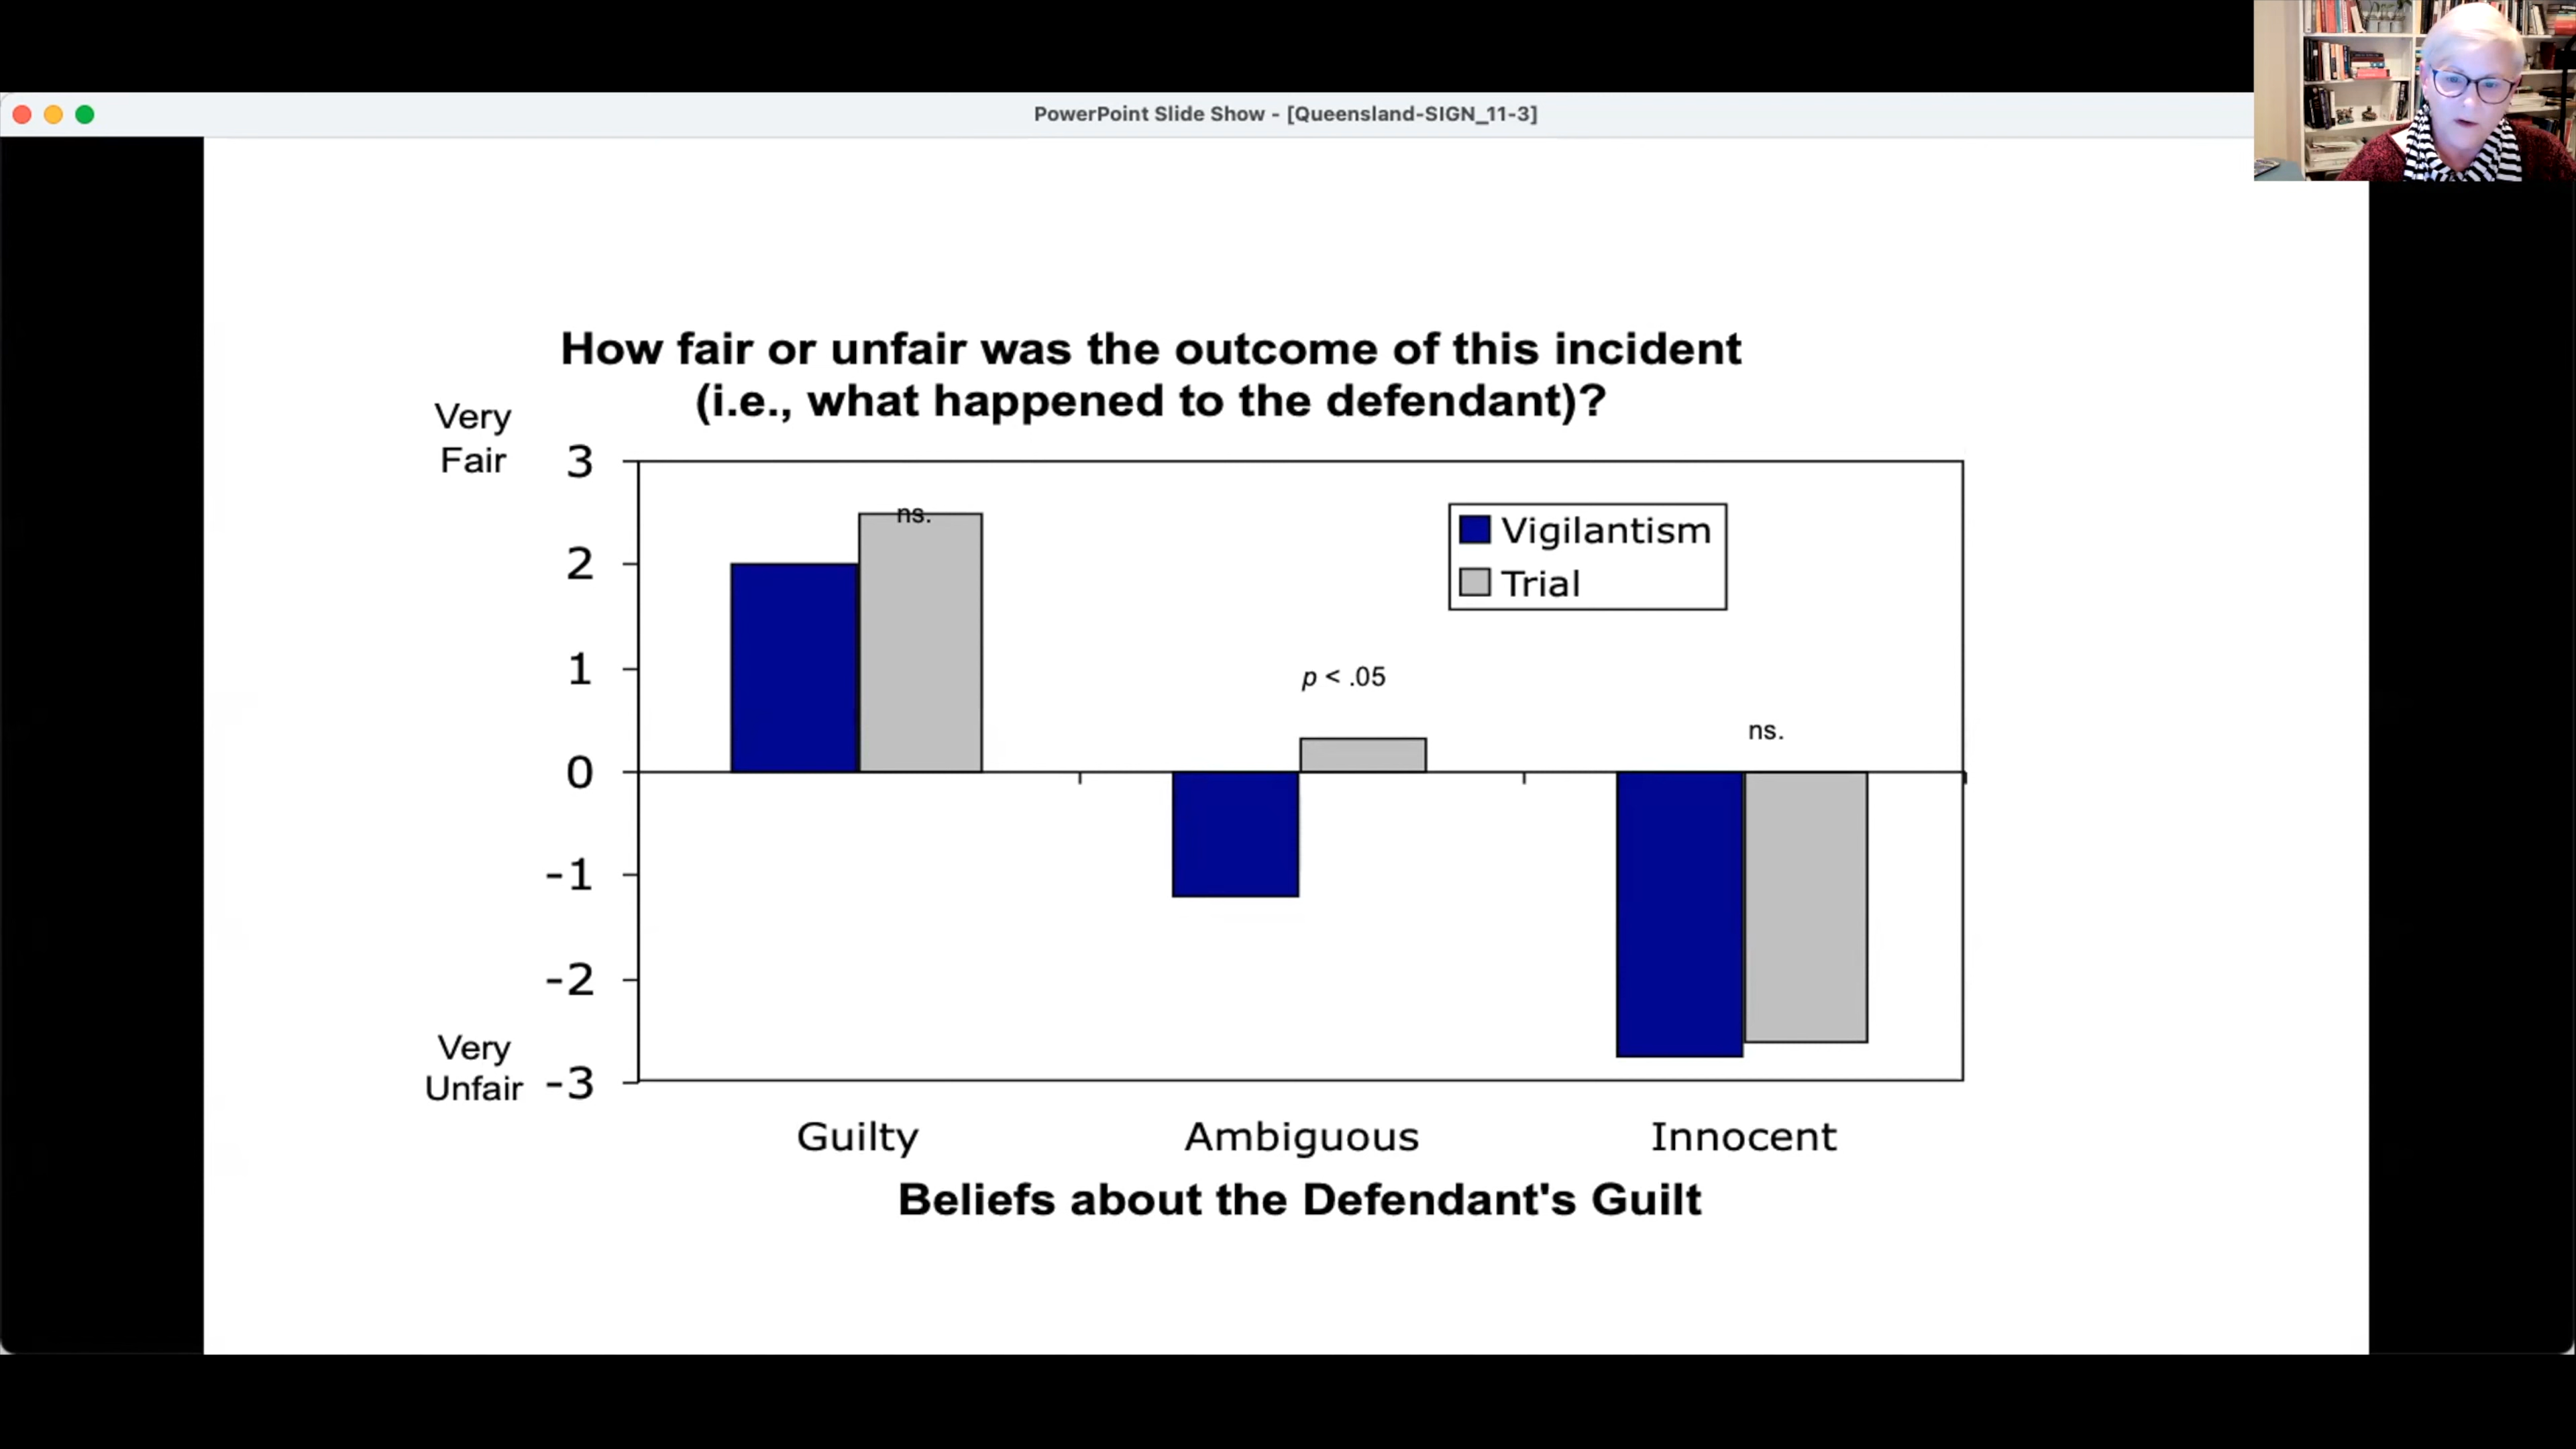 PowerPoint Slide Show - [Queensland-SIGN_11-3]
How fair or unfair was the outcome of this incident
(i.e., what happened to the defendant)?
Very
Fair
3
ns.
Vigilantism
2
Trial
1
p < .05
ns.
0
-1
-2
Very
Unfair
-3
Guilty
Ambiguous
Innocent
Beliefs about the Defendant's Guilt